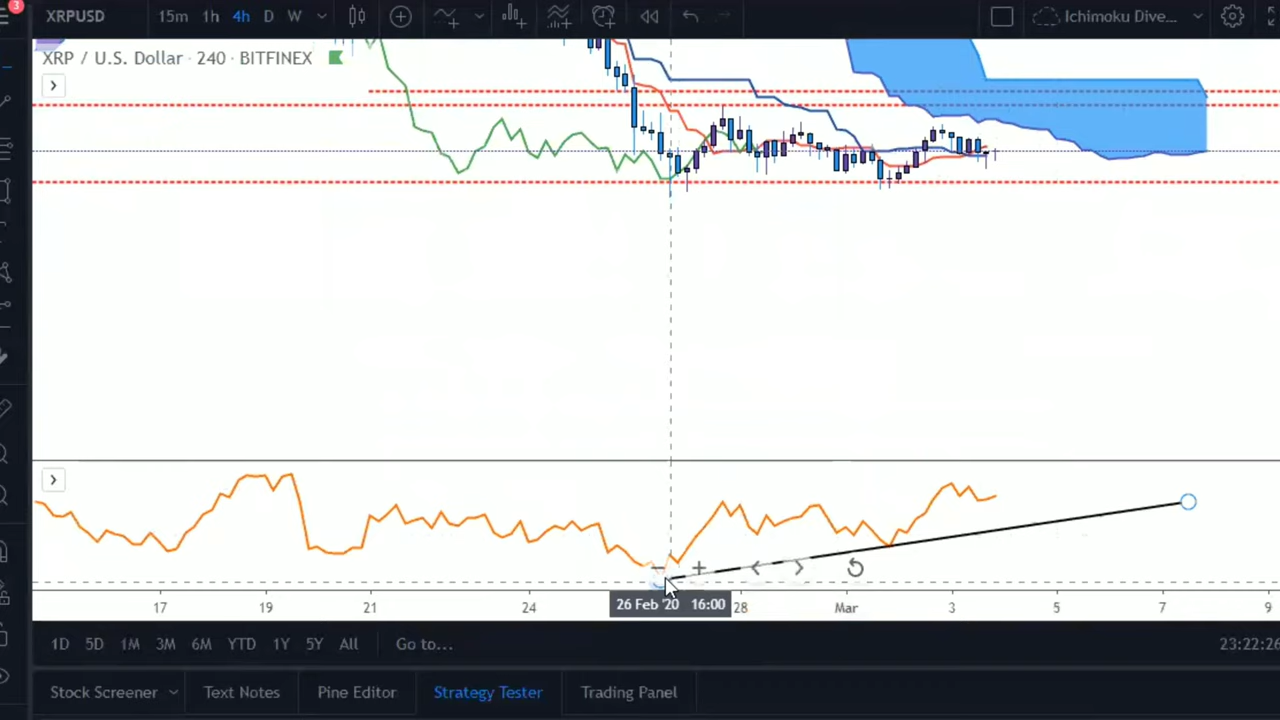 3
XRPUSD 15m 1h 4h D W Ichimoku Dive...
XRP / U.S. Dollar · 240 · BITFINEX
17 19 21 24 26 Feb '20 16:00 28 Mar 3 5 7 9
1D 5D 1M 3M 6M YTD 1Y 5Y All Go to... 23:22:26
Stock Screener Text Notes Pine Editor Strategy Tester Trading Panel